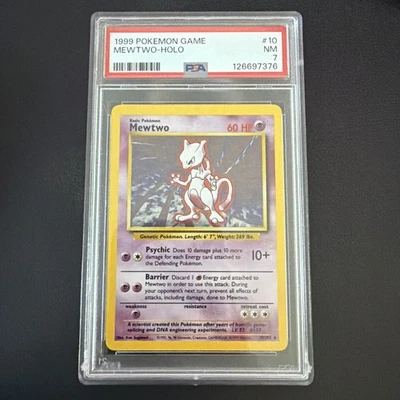 1999 POKEMON GAME #10
MEWTWO-HOLO NM
7
PSA 126697376
Basic Pokémon
Mewtwo 60 HP
Genetic Pokémon. Length: 6' 7", Weight: 269 lbs.
Psychic Does 10 damage plus 10 more
damage for each Energy card attached to
the Defending Pokémon.
10+
Barrier Discard 1 Energy card attached to
Mewtwo in order to use this attack. During
your opponent's next turn, prevent all effects of
attacks, including damage, done to Mewtwo.
weakness resistance retreat cost
A scientist created this Pokémon after years of horrific gene-
splicing and DNA engineering experiments. LV. 53 #150